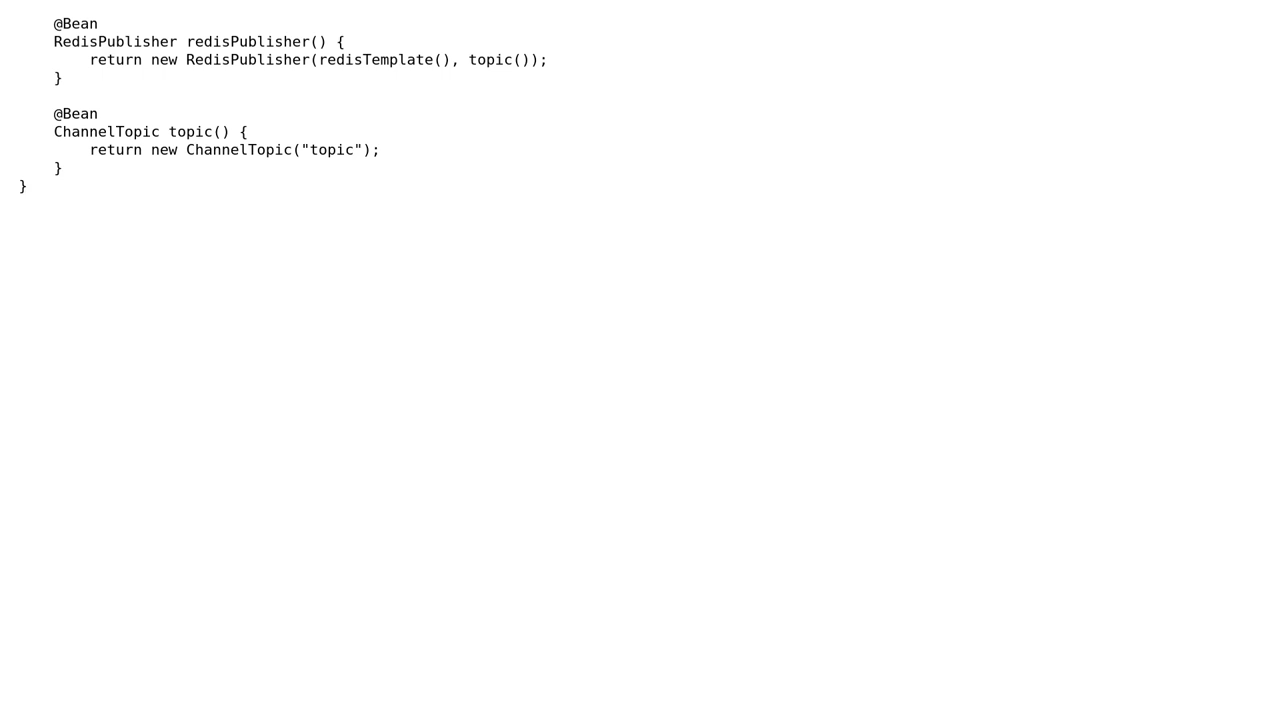 @Bean
    RedisPublisher redisPublisher() {
        return new RedisPublisher(redisTemplate(), topic());
    }

    @Bean
    ChannelTopic topic() {
        return new ChannelTopic("topic");
    }
}